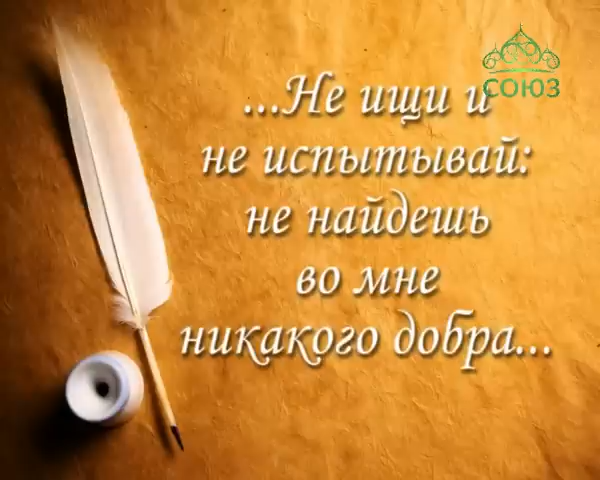 СОЮЗ
...Не ищи и
не испытывай:
не найдешь
во мне
никакого добра...